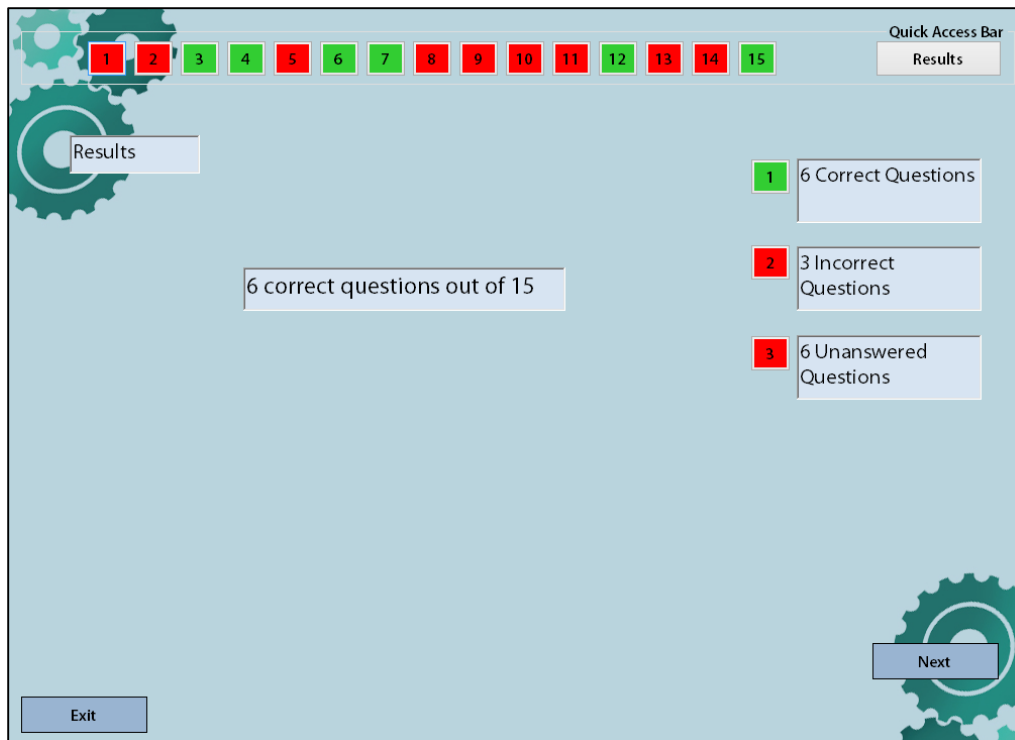 Quick Access Bar
1 2 3 4 5 6 7 8 9 10 11 12 13 14 15 Results
Results
1 6 Correct Questions
2 3 Incorrect
Questions
6 correct questions out of 15
3 6 Unanswered
Questions
Next
Exit